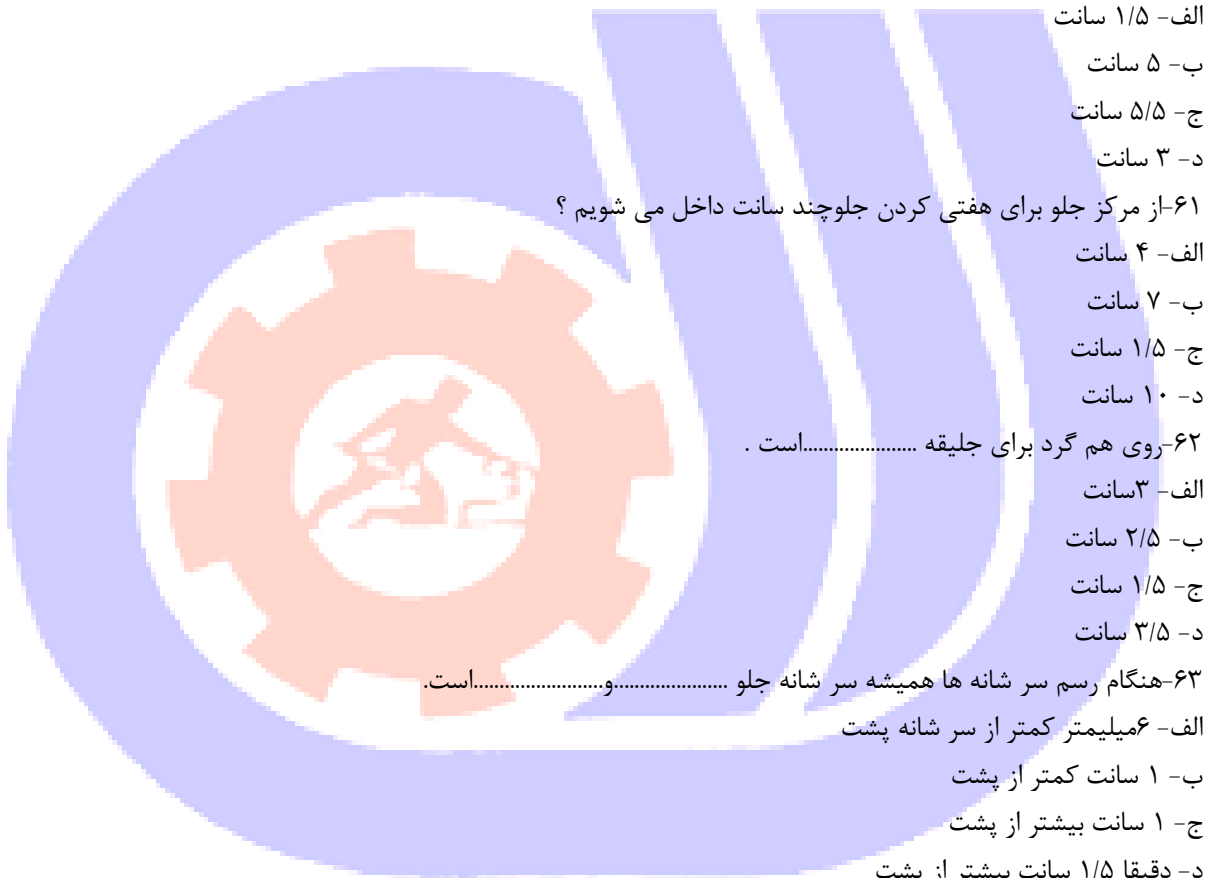 الف- ۱/۵ سانت
ب- ۵ سانت
ج- ۵/۵ سانت
د- ۳ سانت
۶۱-از مرکز جلو برای هفتی کردن جلوچند سانت داخل می شویم ؟
الف- ۴ سانت
ب- ۷ سانت
ج- ۱/۵ سانت
د- ۱۰ سانت
۶۲-روی هم گرد برای جلیقه ......................است .
الف- ۳سانت
ب- ۲/۵ سانت
ج- ۱/۵ سانت
د- ۳/۵ سانت
۶۳-هنگام رسم سر شانه ها همیشه سر شانه جلو ......................و.........................است.
الف- ۶میلیمتر کمتر از سر شانه پشت
ب- ۱ سانت کمتر از پشت
ج- ۱ سانت بیشتر از پشت
د- دقیقا ۱/۵ سانت بیشتر از پشت